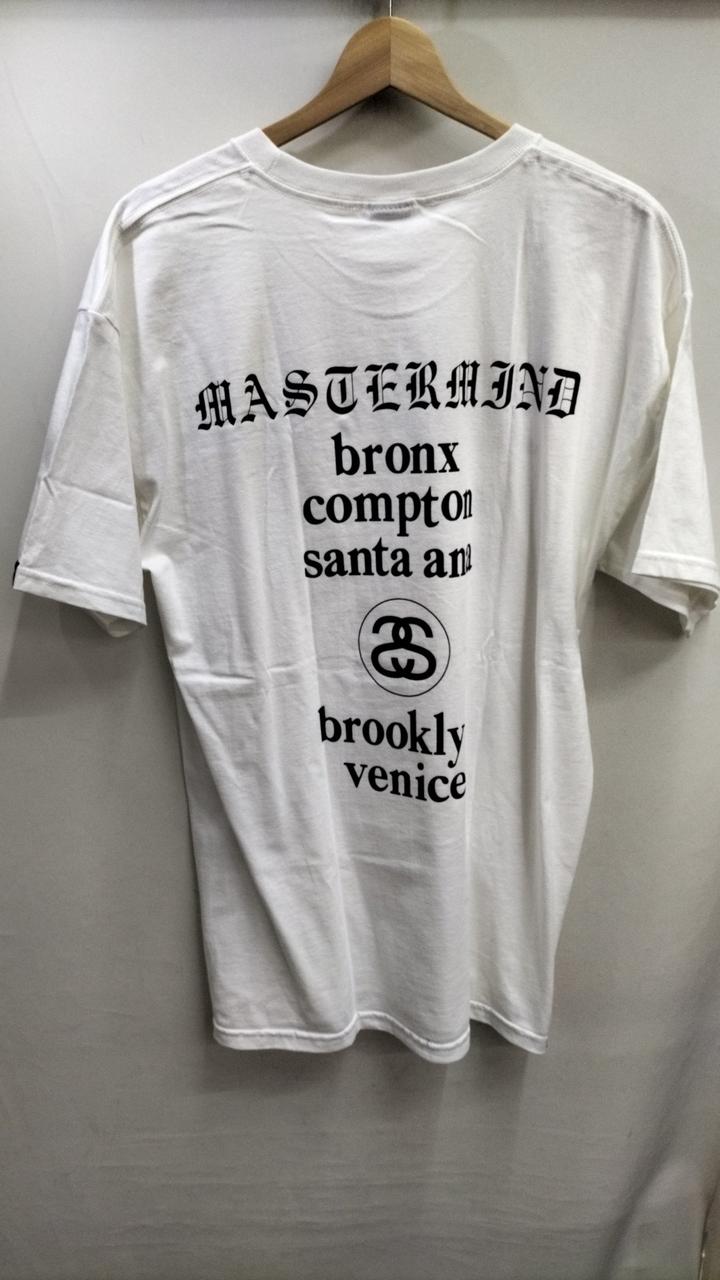 MASTERMIND
bronx
compton
santa ana
brookly
venice